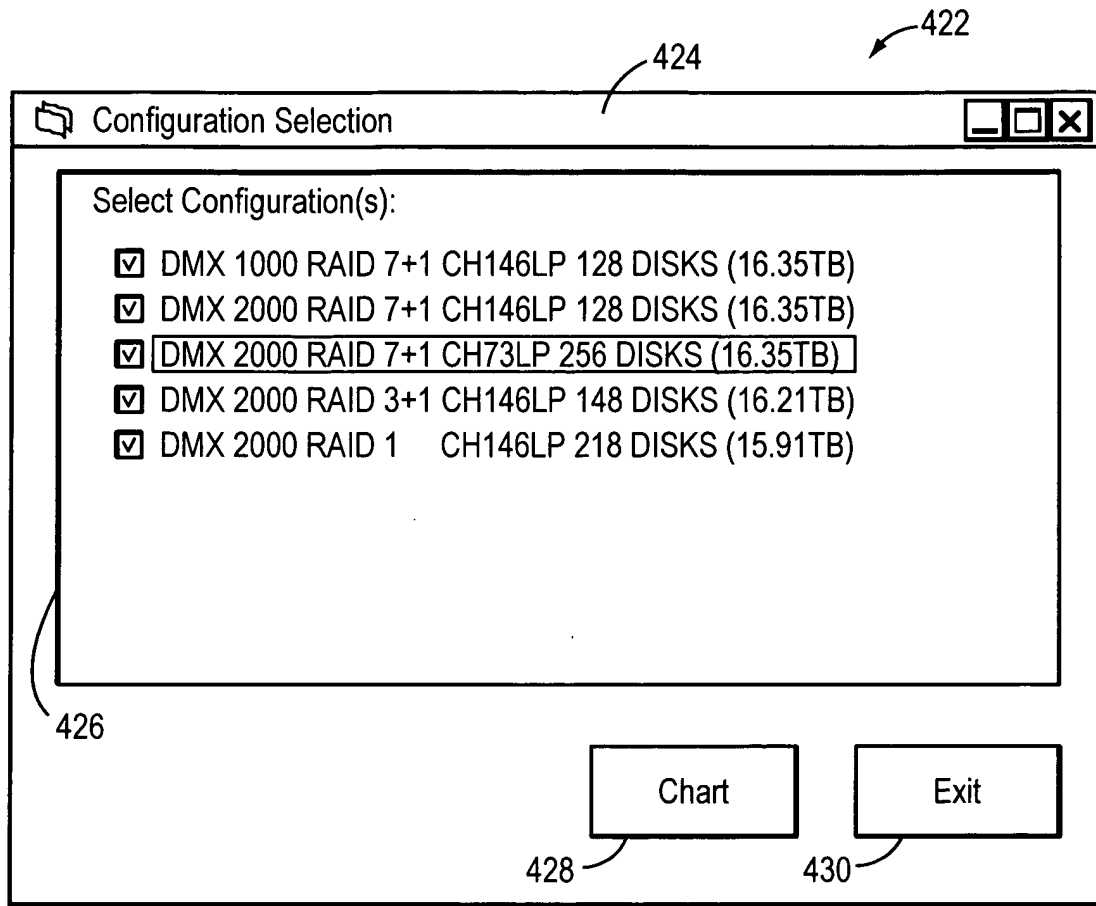 422
424
Configuration Selection
Select Configuration(s):
DMX 1000 RAID 7+1 CH146LP 128 DISKS (16.35TB)
DMX 2000 RAID 7+1 CH146LP 128 DISKS (16.35TB)
DMX 2000 RAID 7+1 CH73LP 256 DISKS (16.35TB)
DMX 2000 RAID 3+1 CH146LP 148 DISKS (16.21TB)
DMX 2000 RAID 1 CH146LP 218 DISKS (15.91TB)
426
Chart
Exit
428
430